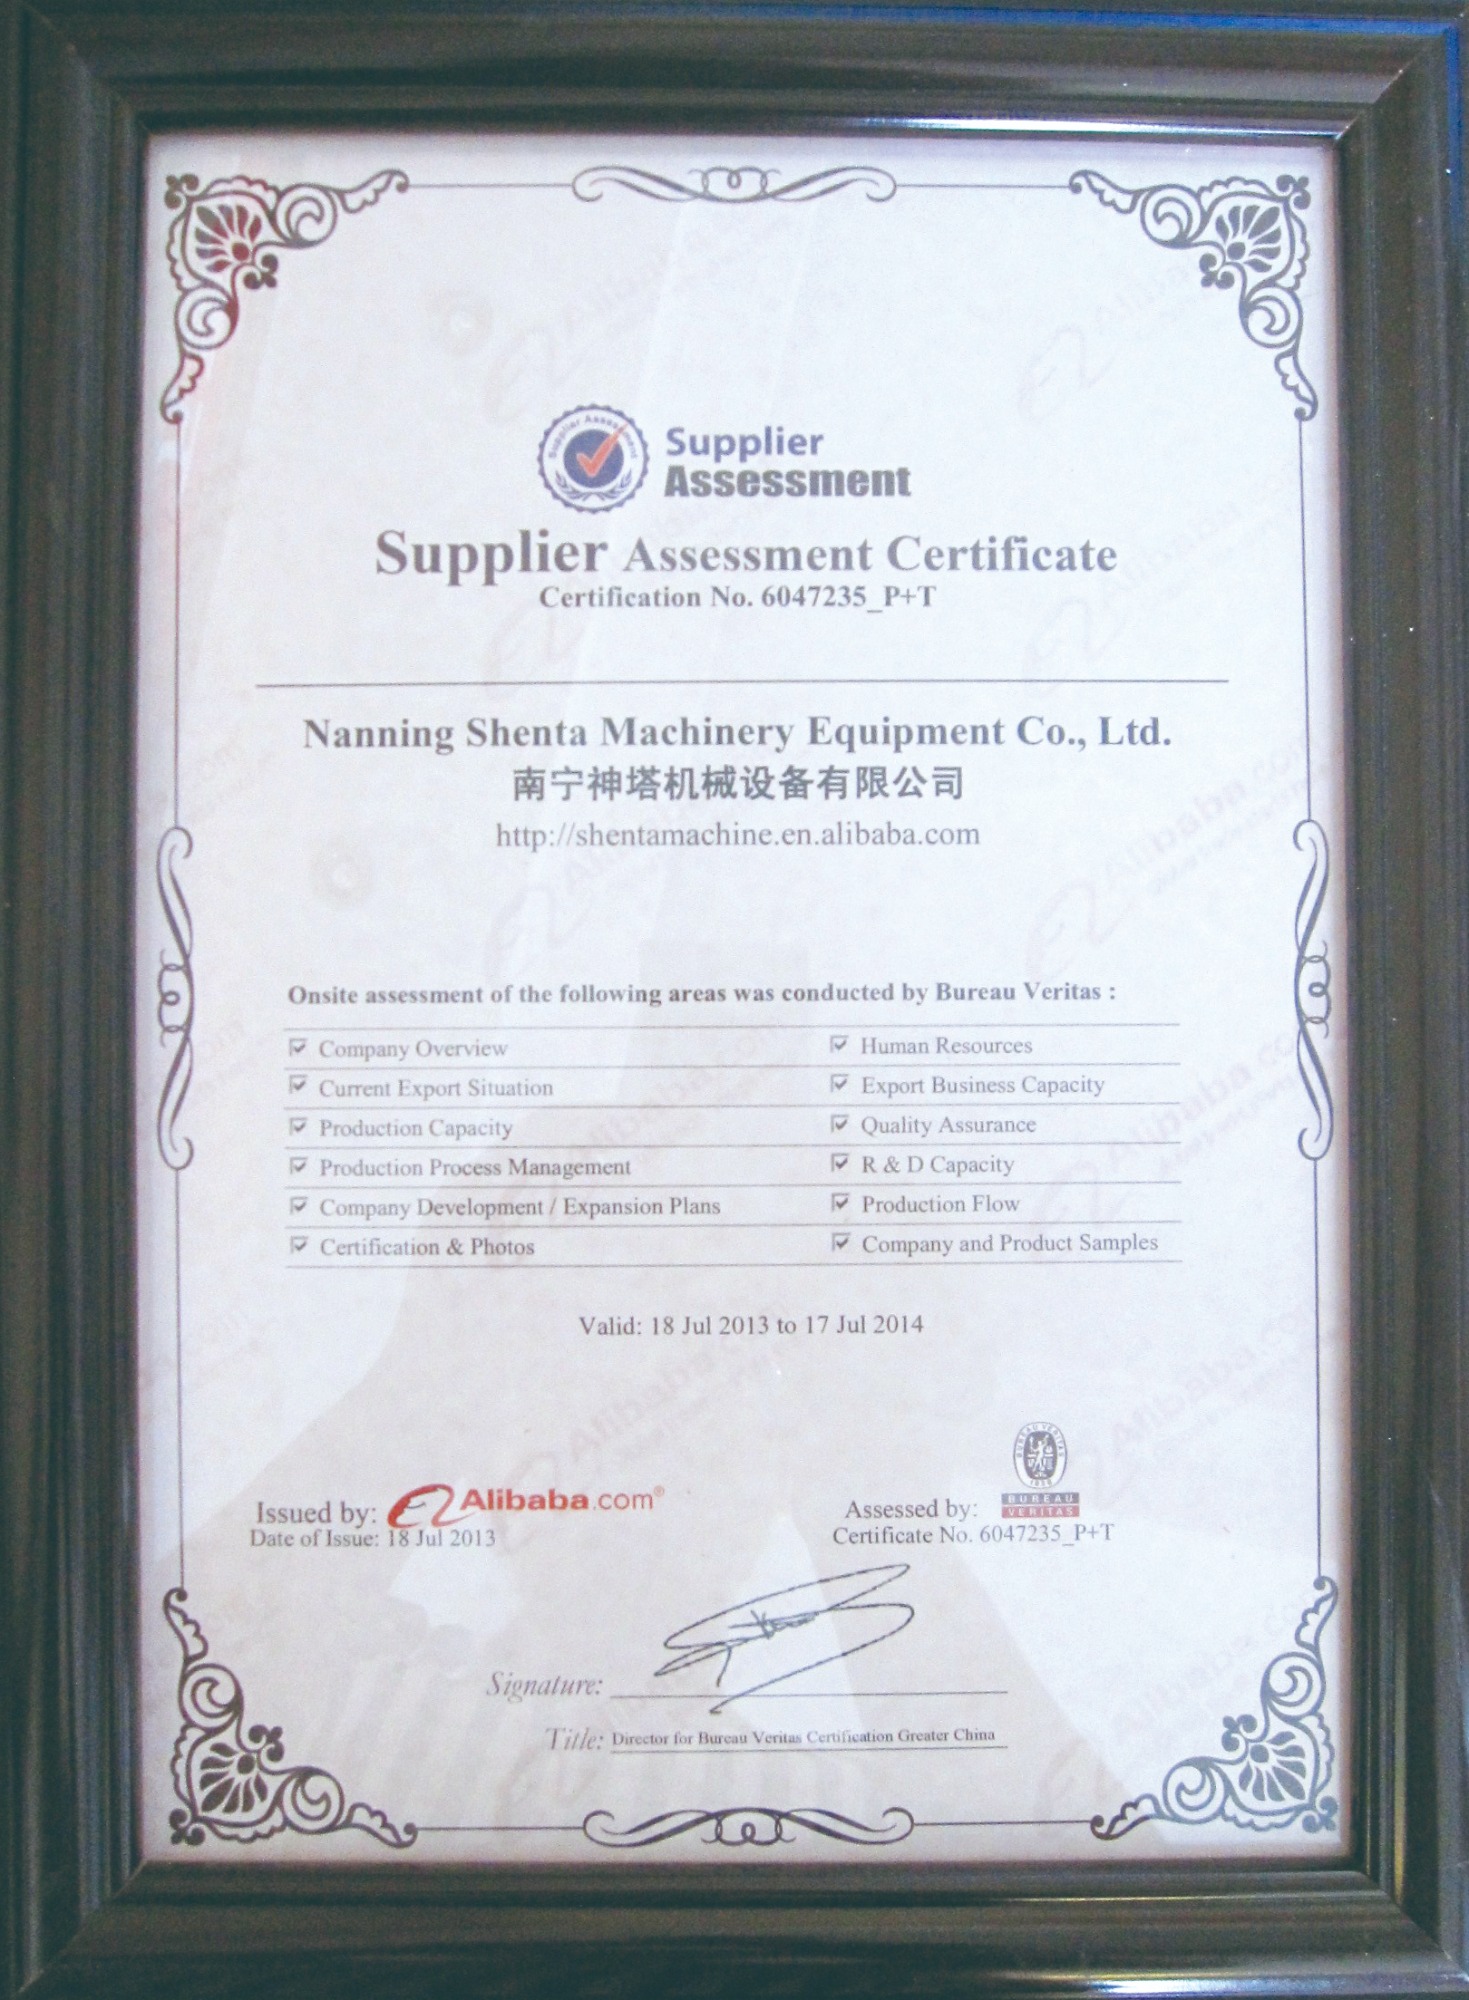 Supplier Assessment
Supplier
Assessment
Supplier Assessment Certificate
Certification No. 6047235_P+T
Nanning Shenta Machinery Equipment Co., Ltd.
南宁神塔机械设备有限公司
http://shentamachine.en.alibaba.com
Onsite assessment of the following areas was conducted by Bureau Veritas :
Company Overview
Human Resources
Current Export Situation
Export Business Capacity
Production Capacity
Quality Assurance
Production Process Management
R & D Capacity
Company Development / Expansion Plans
Production Flow
Certification & Photos
Company and Product Samples
Valid: 18 Jul 2013 to 17 Jul 2014
Issued by: Alibaba.com®
Date of Issue: 18 Jul 2013
BUREAU VERITAS
1828
Assessed by: BUREAU
VERITAS
Certificate No. 6047235_P+T
Signature:
Title: Director for Bureau Veritas Certification Greater China